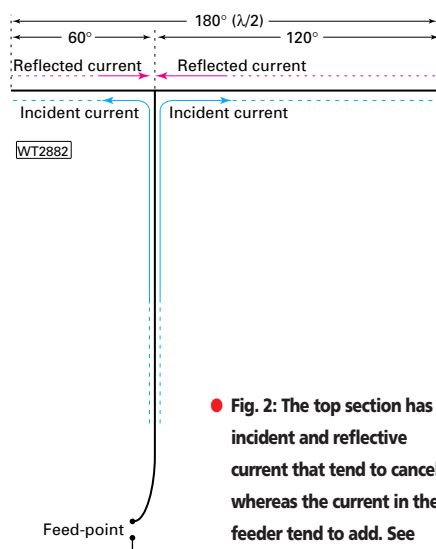 180° (λ/2)
60° 120°
Reflected current Reflected current
Incident current Incident current
WT2882
Fig. 2: The top section has
incident and reflective
current that tend to cancel
whereas the current in the
feeder tend to add. See
Feed-point